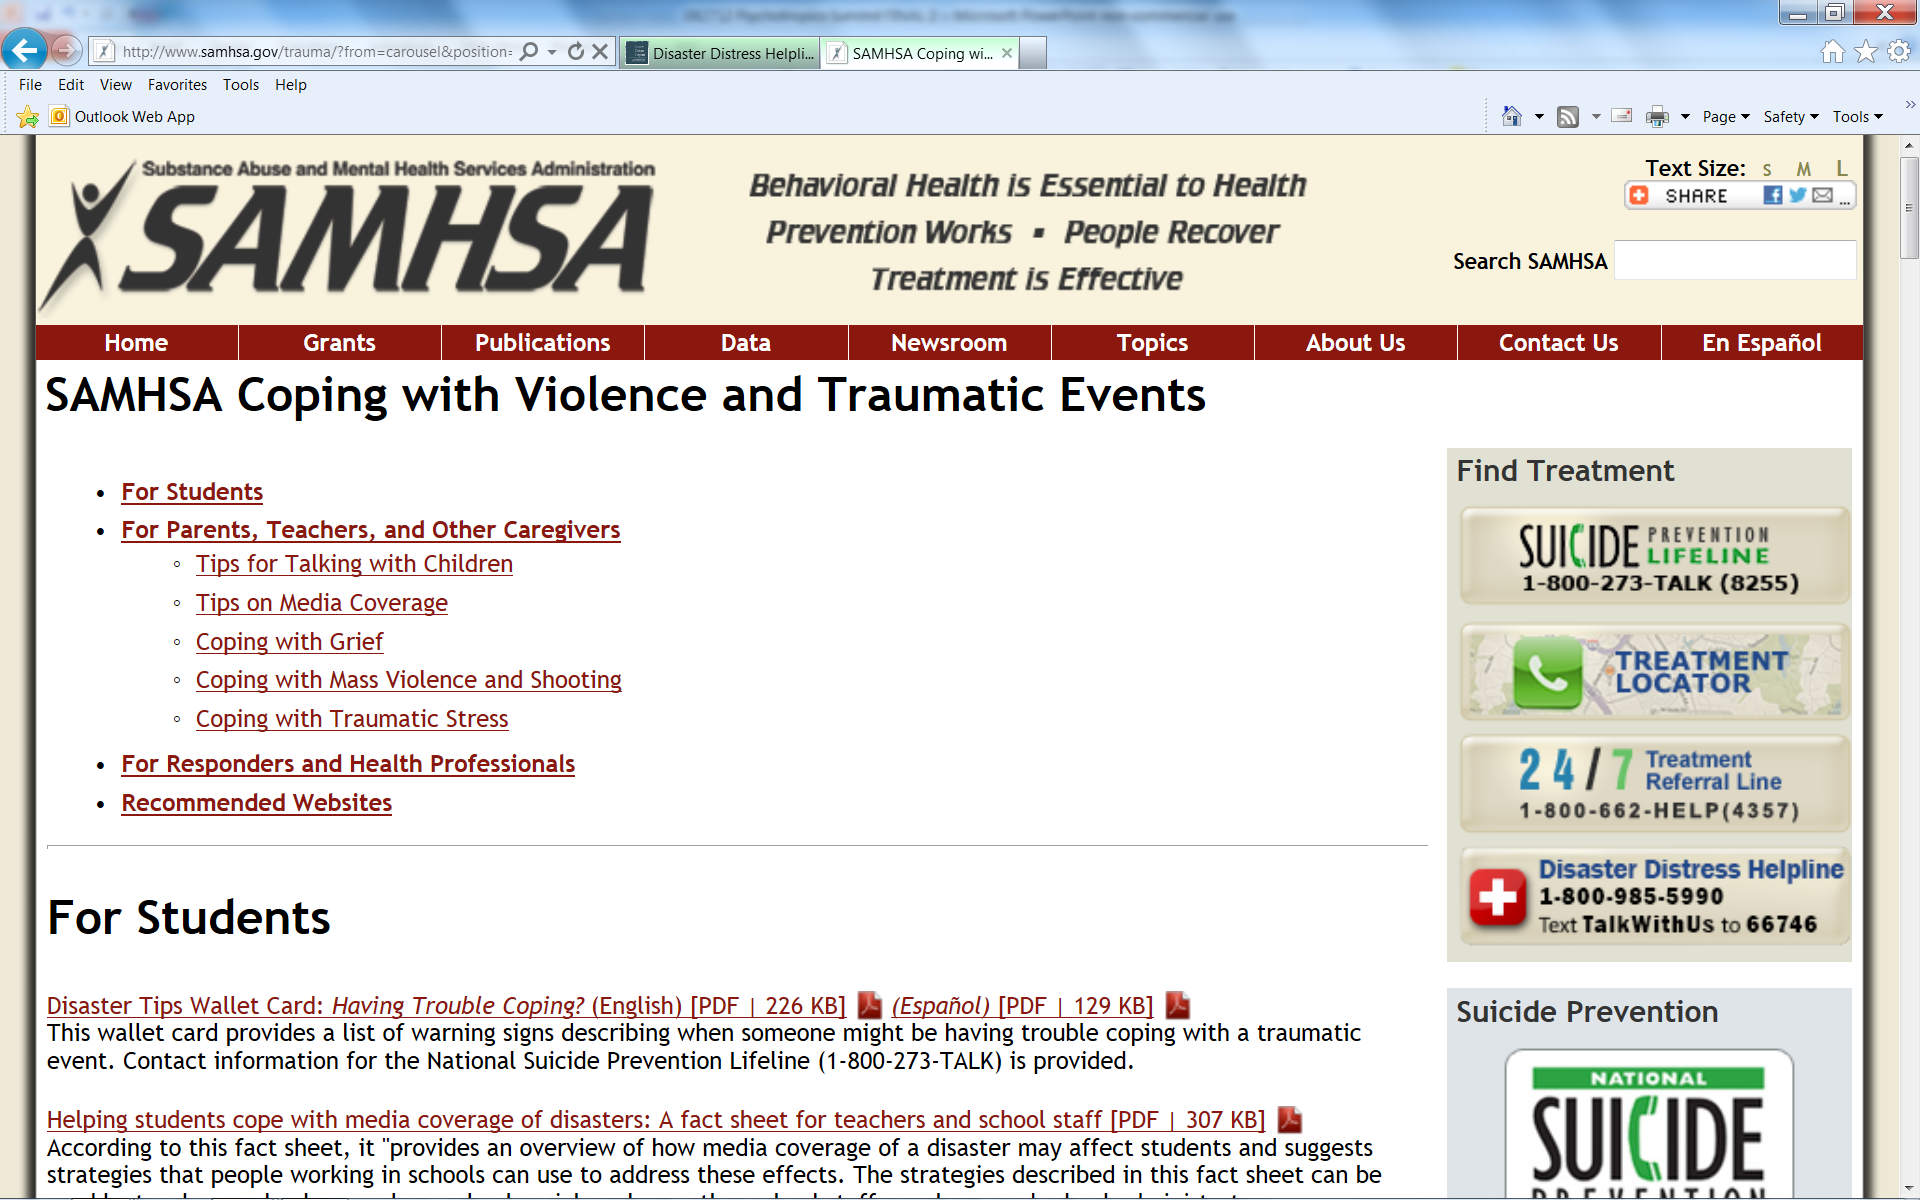 http://www.samhsa.gov/trauma/?from=carousel&position=
Disaster Distress Helpli...
SAMHSA Coping wi...
File Edit View Favorites Tools Help
Outlook Web App
Page Safety Tools
Substance Abuse and Mental Health Services Administration
SAMHSA
Behavioral Health is Essential to Health
Prevention Works ▪ People Recover
Treatment is Effective
Text Size: S M L
SHARE ...
Search SAMHSA
Home Grants Publications Data Newsroom Topics About Us Contact Us En Español
SAMHSA Coping with Violence and Traumatic Events
• For Students
• For Parents, Teachers, and Other Caregivers
◦ Tips for Talking with Children
◦ Tips on Media Coverage
◦ Coping with Grief
◦ Coping with Mass Violence and Shooting
◦ Coping with Traumatic Stress
• For Responders and Health Professionals
• Recommended Websites
For Students
Disaster Tips Wallet Card: Having Trouble Coping? (English) [PDF | 226 KB] (Español) [PDF | 129 KB]
This wallet card provides a list of warning signs describing when someone might be having trouble coping with a traumatic
event. Contact information for the National Suicide Prevention Lifeline (1-800-273-TALK) is provided.
Helping students cope with media coverage of disasters: A fact sheet for teachers and school staff [PDF | 307 KB]
According to this fact sheet, it "provides an overview of how media coverage of a disaster may affect students and suggests
strategies that people working in schools can use to address these effects. The strategies described in this fact sheet can be
Find Treatment
SUICIDE PREVENTION
LIFELINE
1-800-273-TALK (8255)
TREATMENT
LOCATOR
24/7 Treatment
Referral Line
1-800-662-HELP(4357)
Disaster Distress Helpline
1-800-985-5990
Text TalkWithUs to 66746
Suicide Prevention
NATIONAL
SUICIDE
PREVENTION